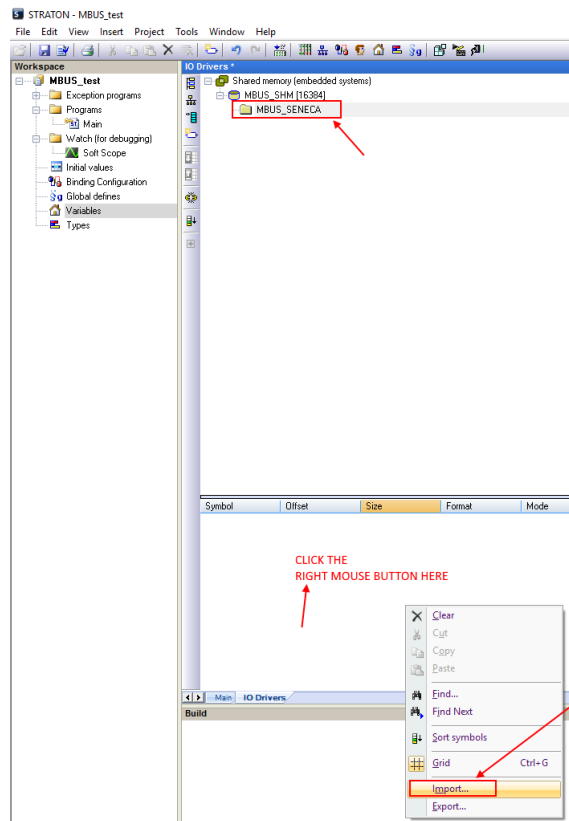 STRATON - MBUS_test
File Edit View Insert Project Tools Window Help
Workspace
MBUS_test
Exception programs
Programs
Main
Watch (for debugging)
Soft Scope
Initial values
Binding Configuration
Global defines
Variables
Types
IO Drivers *
Shared memory (embedded systems)
MBUS_SHM [16384]
MBUS_SENECA
Symbol Offset Size Format Mode
CLICK THE
RIGHT MOUSE BUTTON HERE
Clear
Cut
Copy
Paste
Find...
Find Next
Sort symbols
Grid Ctrl+G
Import...
Export...
Main IO Drivers
Build